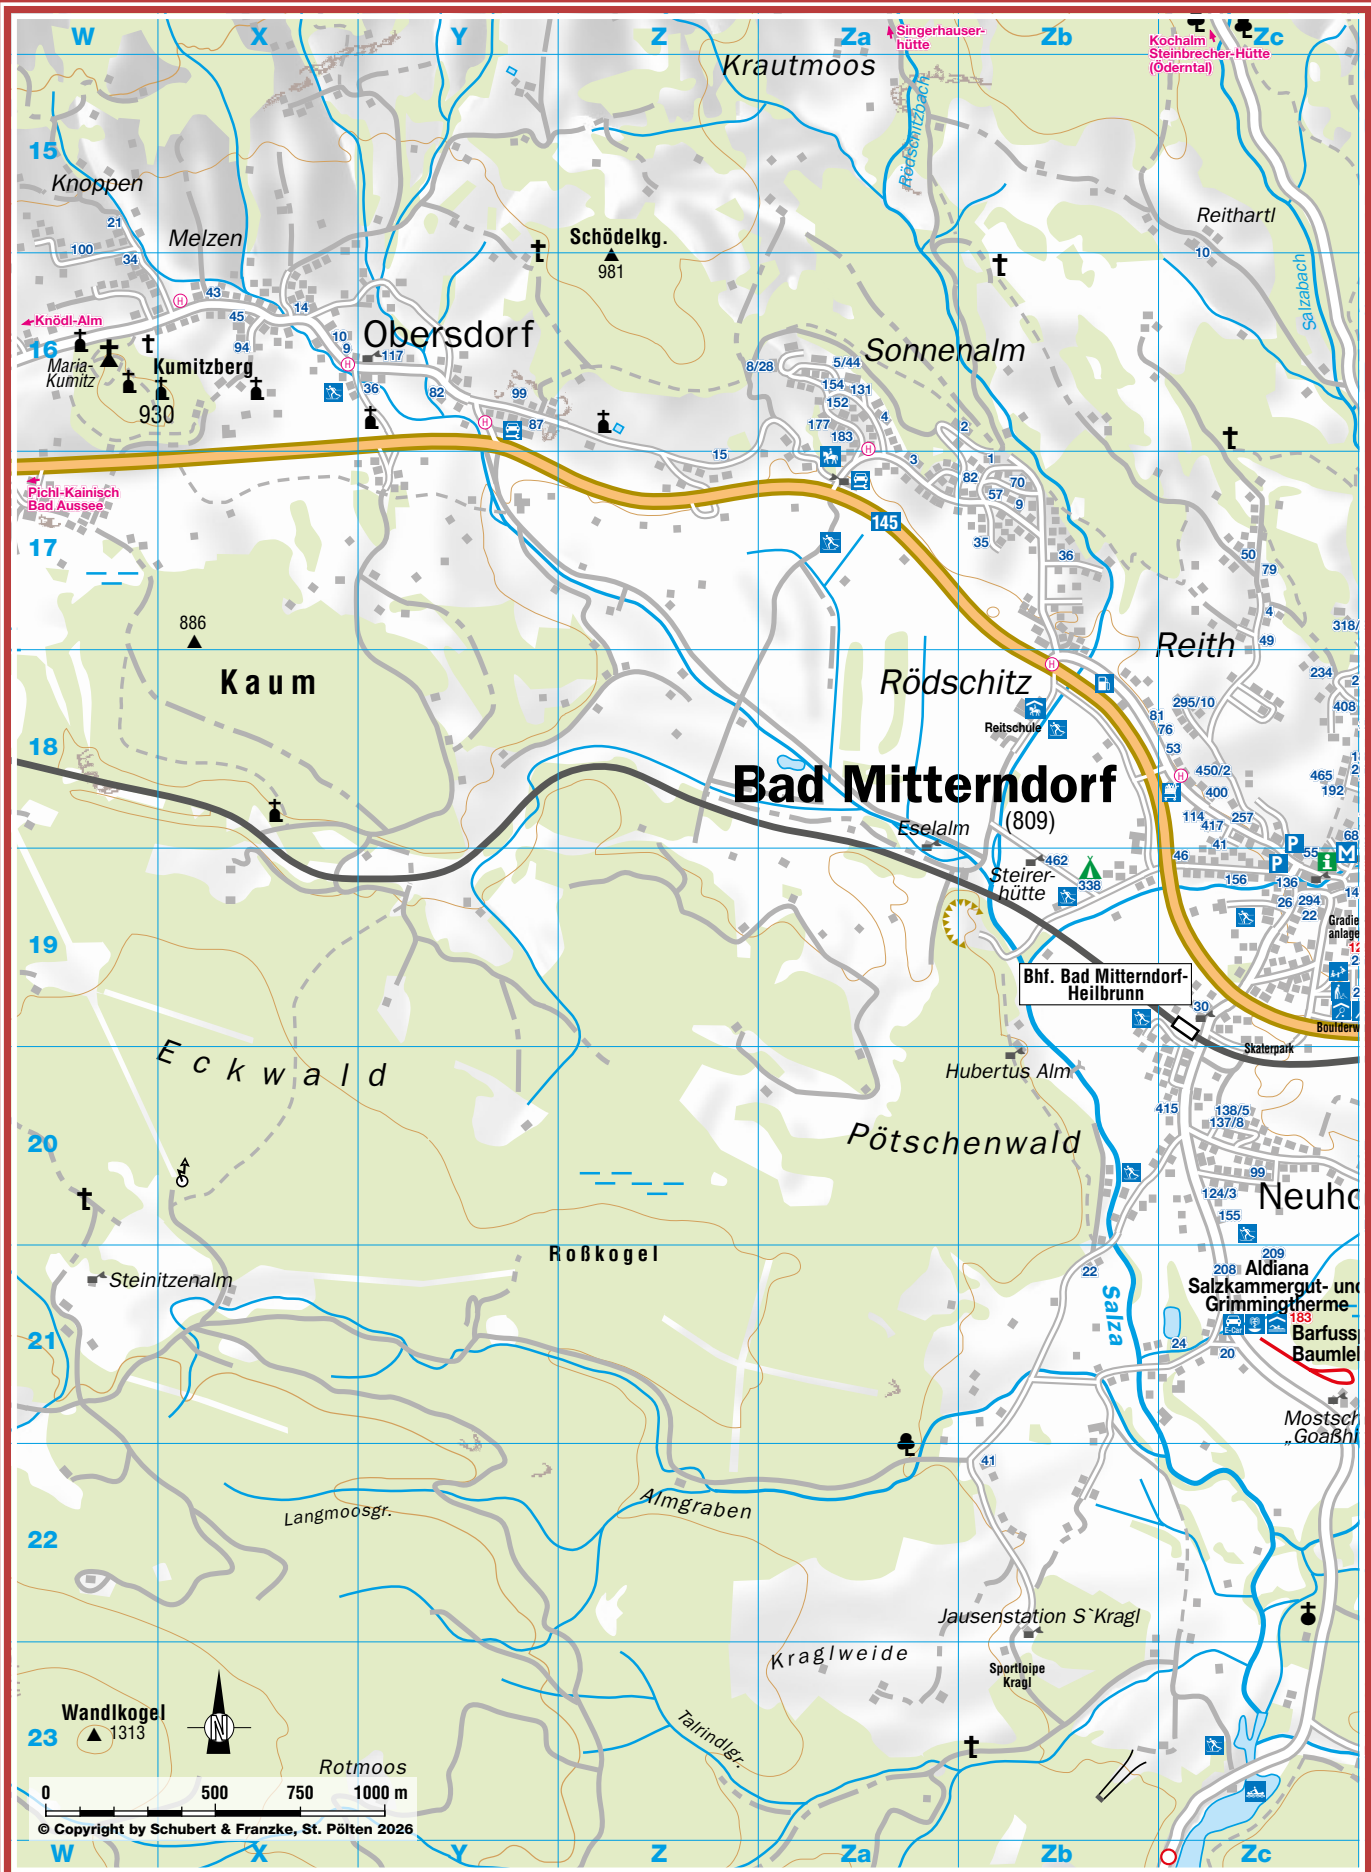 W X Y Z Za Zb Zc
Singerhauser-
hütte
Kochalm
Steinbrecher-Hütte
(Öderntal)
Krautmoos
Rödschitzbach
15
Knoppen
21
100
34
Melzen
Schödelkg.
981
Reithartl
10
Salzabach
43
45
14
94
10
9
117
Knödl-Alm
16
Maria-
Kumitz
Kumitzberg
930
Obersdorf
36
82
99
87
Sonnenalm
8/28
5/44
154
131
152
177
183
4
2
15
3
1
82
70
57
9
35
36
Pichl-Kainisch
Bad Aussee
17
145
50
79
4
49
318/
886
Kaum
Reith
Rödschitz
Reitschule
234
2
408
295/10
81
76
53
18
Bad Mitterndorf
(809)
450/2
400
465
192
114
417
257
41
46
68
Eselalm
Steirer-
hütte
462
338
P
P
55
i
M
156
136
26
294
22
14
Gradie
anlage
12
19
Bhf. Bad Mitterndorf-
Heilbrunn
30
Boulderw
Skaterpark
Eckwald
Hubertus Alm
415
138/5
137/8
20
Pötschenwald
99
124/3
155
Neuho
Roßkogel
22
209
208
Aldiana
Salzkammergut- und
Grimmingtherme
E-Car
183
Barfuss
Baumle
Steinitzenalm
21
Salza
24
20
Mostsch
„Goaßhi
41
Langmoosgr.
Almgraben
22
Jausenstation S`Kragl
Kraglweide
Sportloipe
Kragl
Wandlkogel
1313
N
23
Talrindlgr.
Rotmoos
0 500 750 1000 m
© Copyright by Schubert & Franzke, St. Pölten 2026
W X Y Z Za Zb Zc